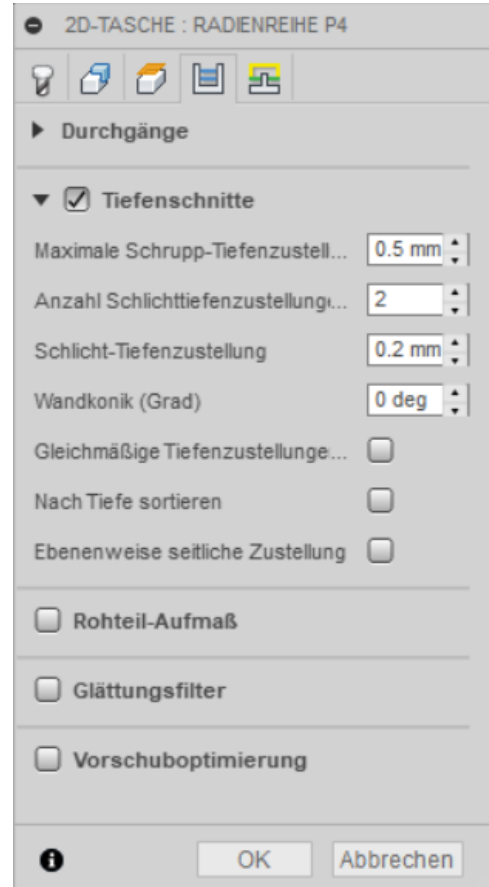 2D-TASCHE : RADIENREIHE P4
Durchgänge
Tiefenschnitte
Maximale Schrupp-Tiefenzustell... 0.5 mm
Anzahl Schlichttiefenzustellunge... 2
Schlicht-Tiefenzustellung 0.2 mm
Wandkonik (Grad) 0 deg
Gleichmäßige Tiefenzustellunge...
Nach Tiefe sortieren
Ebenenweise seitliche Zustellung
Rohteil-Aufmaß
Glättungsfilter
Vorschuboptimierung
OK Abbrechen